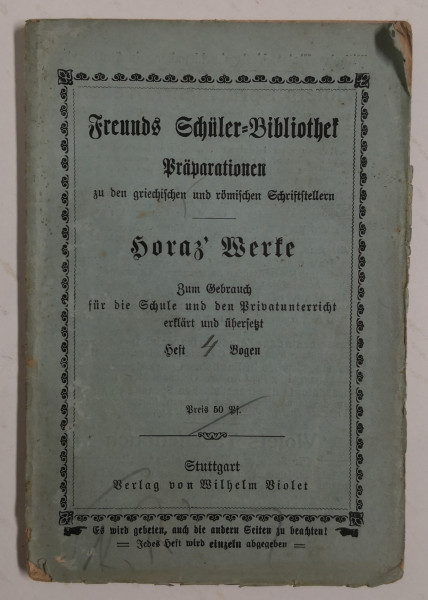 Freunds Schüler-Bibliothek
Präparationen
zu den griechischen und römischen Schriftstellern
Horaz' Werke
Zum Gebrauch
für die Schule und den Privatunterricht
erklärt und übersetzt
Heft 4 Bogen
Preis 50 Pf.
Stuttgart
Verlag von Wilhelm Violet
Es wird gebeten, auch die andern Seiten zu beachten!
Jedes Heft wird einzeln abgegeben